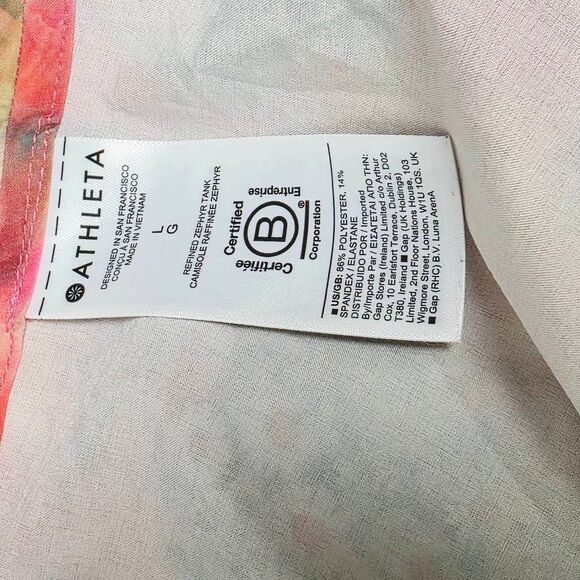 ATHLETA
DESIGNED IN SAN FRANCISCO
CONÇU À SAN FRANCISCO
MADE IN VIETNAM
L
G
REFINED ZEPHYR TANK
CAMISOLE RAFFINÉE ZEPHYR
Certified
Certifiée
B
®
Entreprise
Corporation
■ US/GB: 86% POLYESTER, 14%
SPANDEX / ELASTANE
DISTRIBUIDO POR / Imported
By/Importe Par / ΕΙΣΑΓΕΤΑΙ ΑΠΟ ΤΗΝ:
Gap Stores (Ireland) Limited, c/o Arthur
Cox, 10 Earlsfort Terrace, Dublin 2, D02
T380, Ireland ■ Gap (UK Holdings)
Limited, 2nd Floor Nations House, 103
Wigmore Street, London, W1U 1QS, UK
■ Gap (RHC) B.V. Luna ArenA